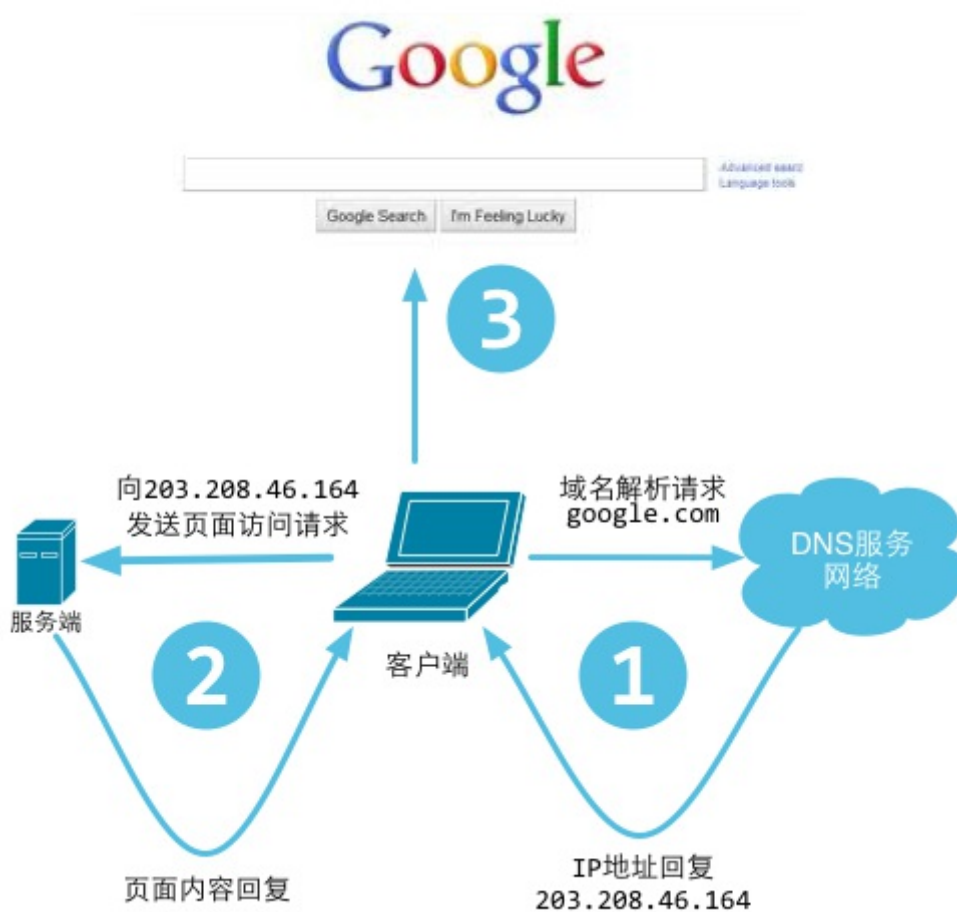 Google
Advanced searc
Language tools
Google Search
I'm Feeling Lucky
3
向203.208.46.164
发送页面访问请求
域名解析请求
google.com
DNS服务
网络
服务端
客户端
2
1
页面内容回复
IP地址回复
203.208.46.164